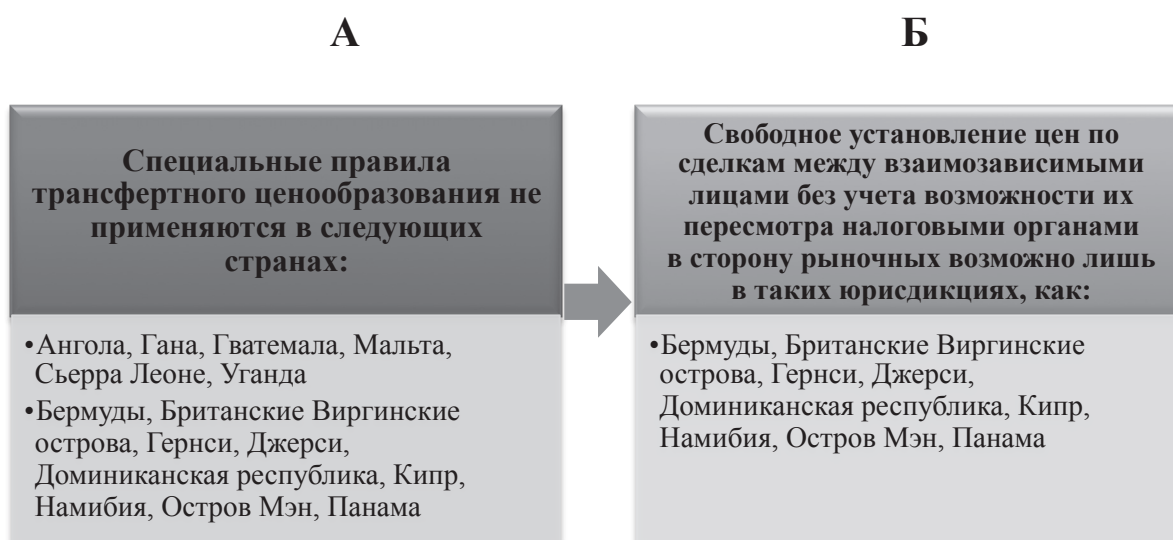 А
Б
Специальные правила
трансфертного ценообразования не
применяются в следующих
странах:
•Ангола, Гана, Гватемала, Мальта,
Сьерра Леоне, Уганда
•Бермуды, Британские Виргинские
острова, Гернси, Джерси,
Доминиканская республика, Кипр,
Намибия, Остров Мэн, Панама
Свободное установление цен по
сделкам между взаимозависимыми
лицами без учета возможности их
пересмотра налоговыми органами
в сторону рыночных возможно лишь
в таких юрисдикциях, как:
•Бермуды, Британские Виргинские
острова, Гернси, Джерси,
Доминиканская республика, Кипр,
Намибия, Остров Мэн, Панама